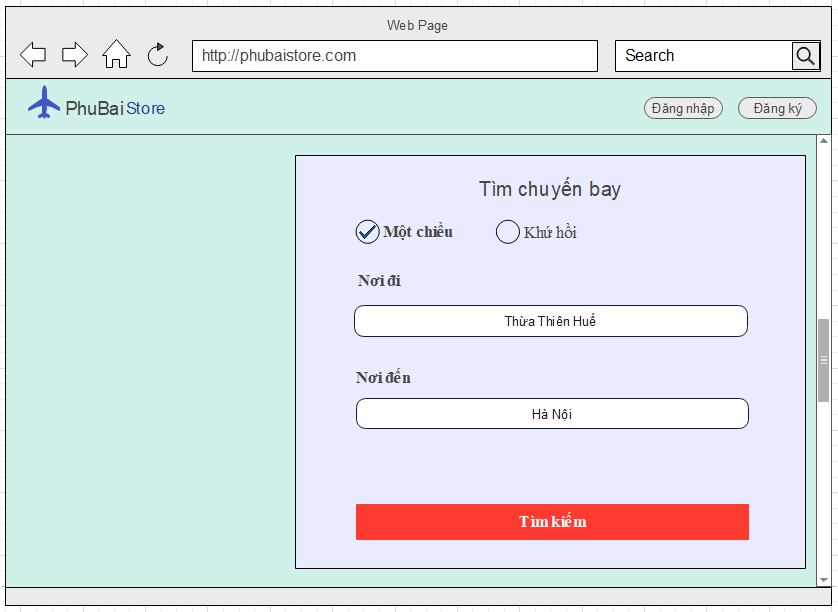 Web Page
http://phubaistore.com
Search
PhuBai Store
Đăng nhập
Đăng ký
Tìm chuyến bay
Một chiều
Khứ hồi
Nơi đi
Thừa Thiên Huế
Nơi đến
Hà Nội
Tìm kiếm